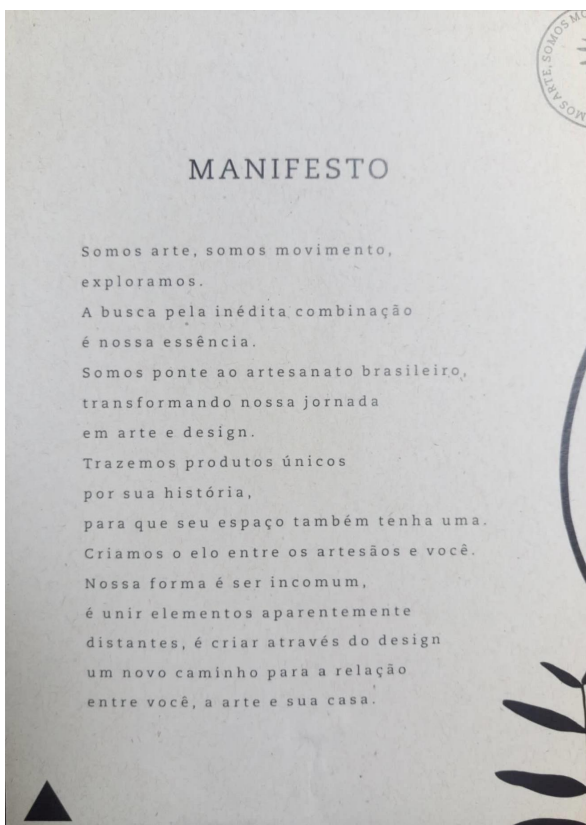 SOMOS ARTE, SOMOS
MANIFESTO
Somos arte, somos movimento,
exploramos.
A busca pela inédita combinação
é nossa essência.
Somos ponte ao artesanato brasileiro,
transformando nossa jornada
em arte e design.
Trazemos produtos únicos
por sua história,
para que seu espaço também tenha uma.
Criamos o elo entre os artesãos e você.
Nossa forma é ser incomum,
é unir elementos aparentemente
distantes, é criar através do design
um novo caminho para a relação
entre você, a arte e sua casa.